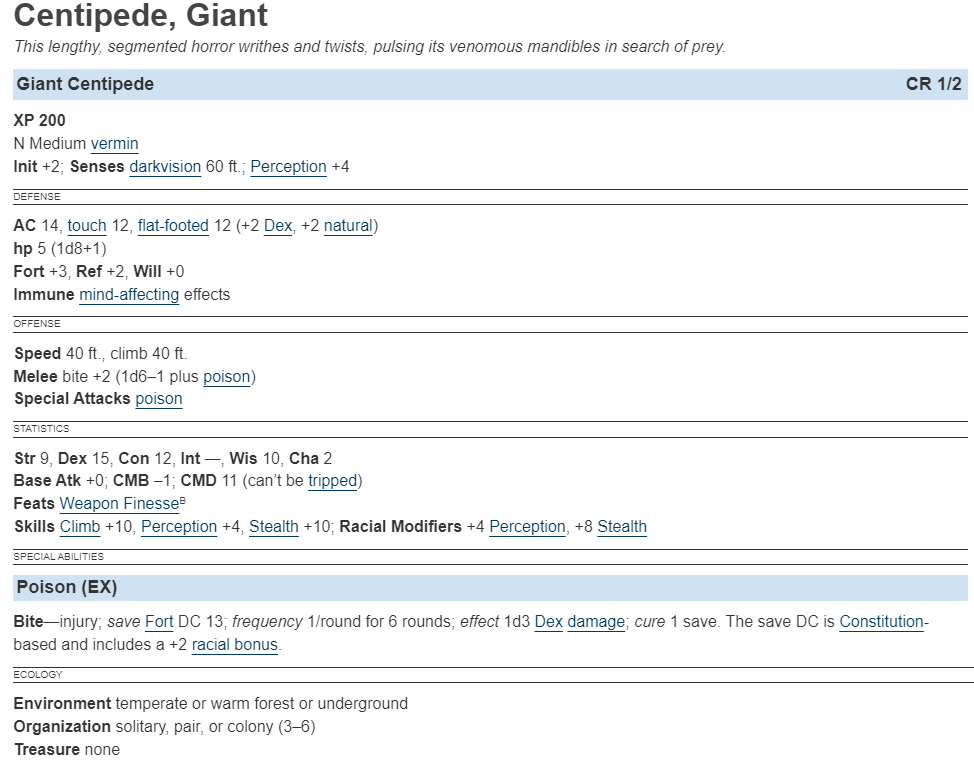 Centipede, Giant
This lengthy, segmented horror writhes and twists, pulsing its venomous mandibles in search of prey.
Giant Centipede CR 1/2
XP 200
N Medium vermin
Init +2; Senses darkvision 60 ft.; Perception +4
DEFENSE
AC 14, touch 12, flat-footed 12 (+2 Dex, +2 natural)
hp 5 (1d8+1)
Fort +3, Ref +2, Will +0
Immune mind-affecting effects
OFFENSE
Speed 40 ft., climb 40 ft.
Melee bite +2 (1d6–1 plus poison)
Special Attacks poison
STATISTICS
Str 9, Dex 15, Con 12, Int —, Wis 10, Cha 2
Base Atk +0; CMB –1; CMD 11 (can’t be tripped)
Feats Weapon Finesseᴮ
Skills Climb +10, Perception +4, Stealth +10; Racial Modifiers +4 Perception, +8 Stealth
SPECIAL ABILITIES
Poison (EX)
Bite—injury; save Fort DC 13; frequency 1/round for 6 rounds; effect 1d3 Dex damage; cure 1 save. The save DC is Constitution-
based and includes a +2 racial bonus.
ECOLOGY
Environment temperate or warm forest or underground
Organization solitary, pair, or colony (3–6)
Treasure none